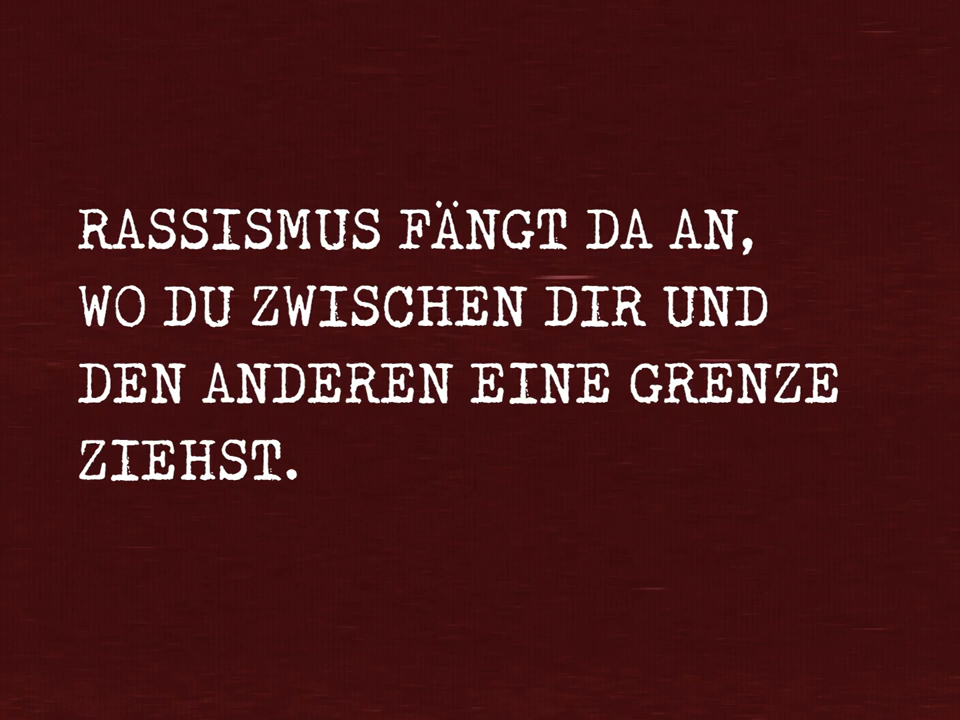 RASSISMUS FÄNGT DA AN,
WO DU ZWISCHEN DIR UND
DEN ANDEREN EINE GRENZE
ZIEHST.